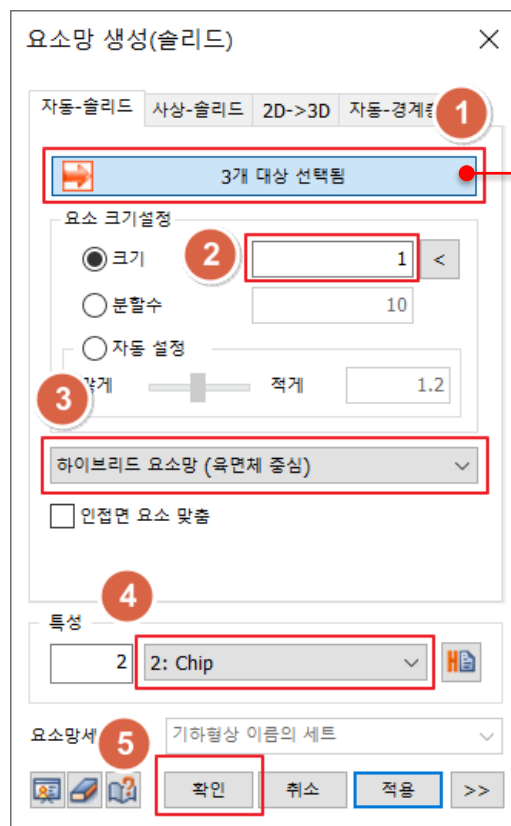 요소망 생성(솔리드)
자동-솔리드 사상-솔리드 2D->3D 자동-경계층
1
3개 대상 선택됨
요소 크기설정
크기 2 1 <
분할수 10
자동 설정
3 적게 1.2
하이브리드 요소망 (육면체 중심)
인접면 요소 맞춤
4
특성
2 2: Chip
요소망세 기하형상 이름의 세트
5
확인 취소 적용 >>